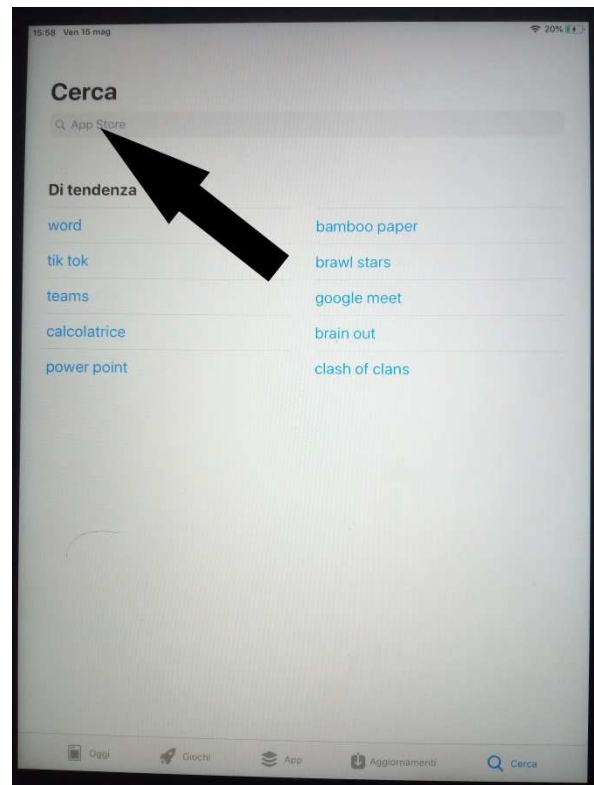 15:58 Ven 15 mag 20%
Cerca
App Store
Di tendenza
word bamboo paper
tik tok brawl stars
teams google meet
calcolatrice brain out
power point clash of clans
Oggi Giochi App Aggiornamenti Cerca